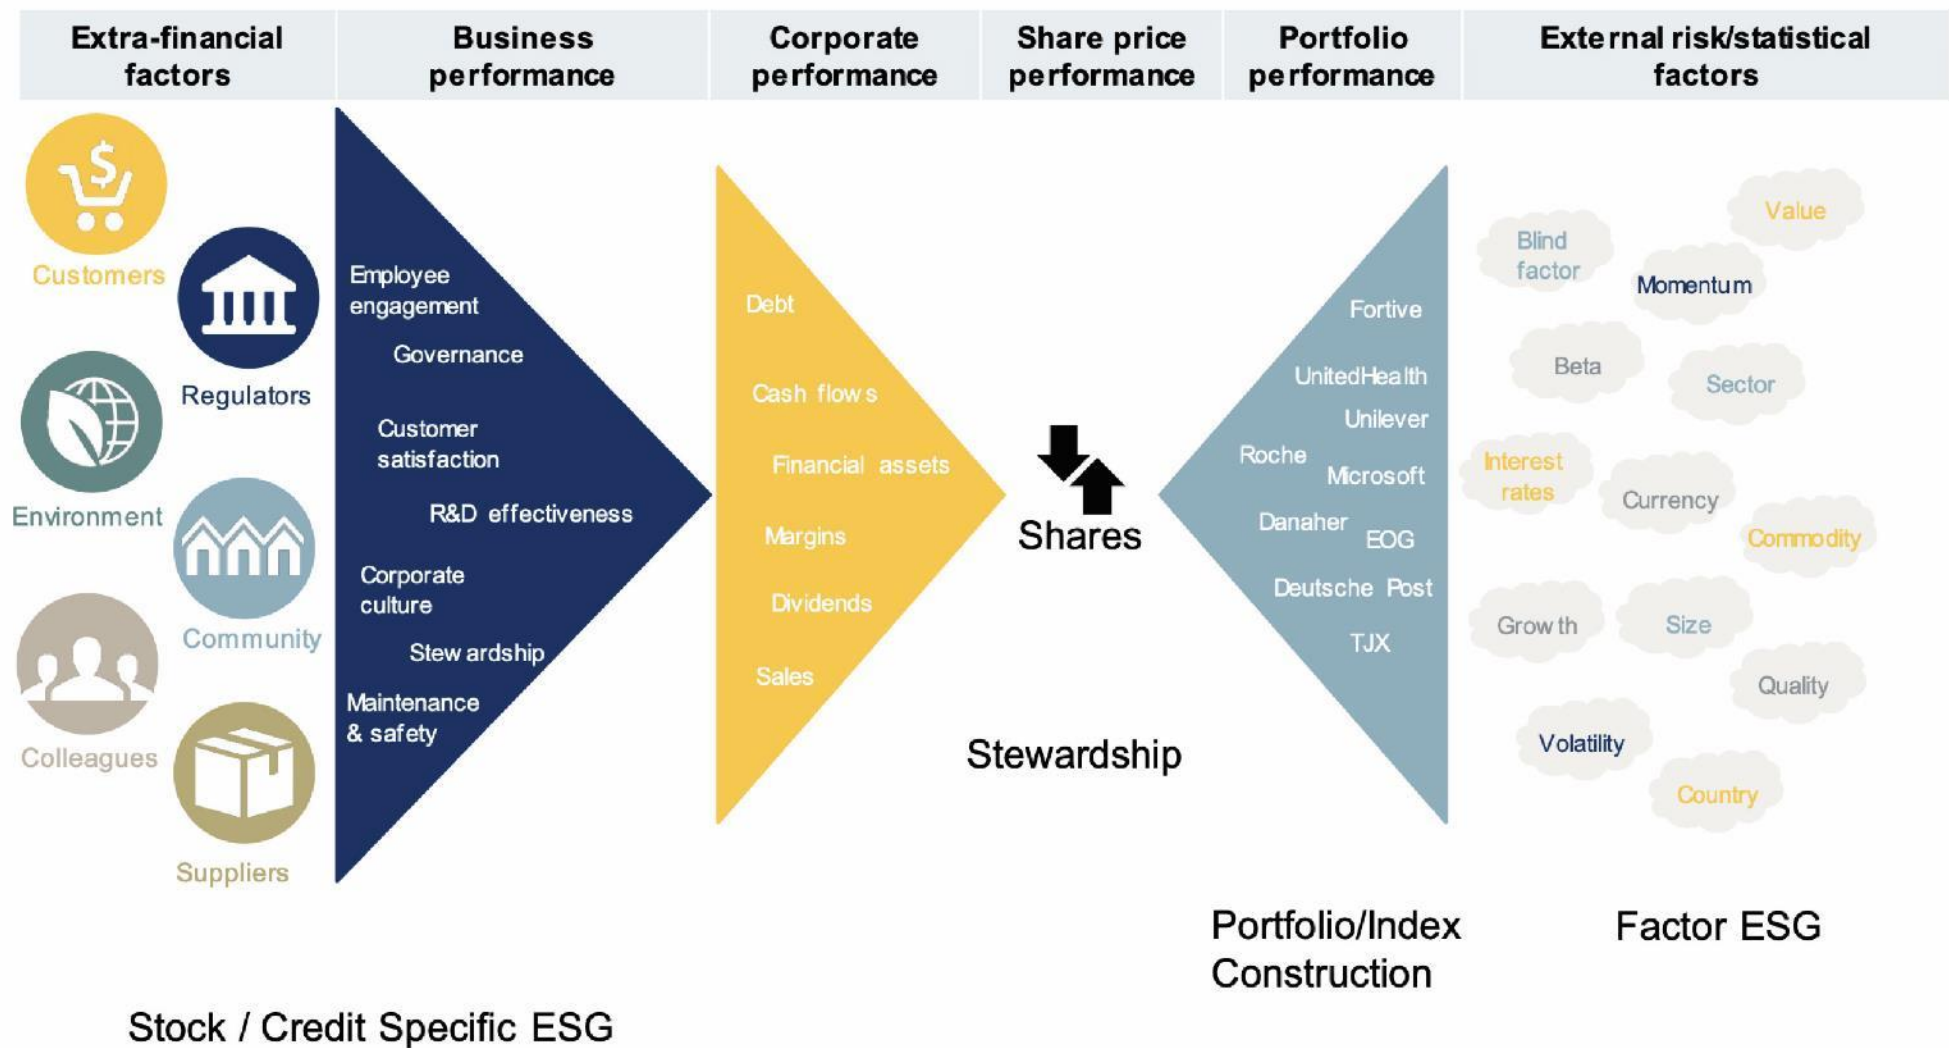 Extra-financial
factors
Business
performance
Corporate
performance
Share price
performance
Portfolio
performance
External risk/statistical
factors
$
Customers
Regulators
Environment
Community
Colleagues
Suppliers
Employee
engagement
Governance
Customer
satisfaction
R&D effectiveness
Corporate
culture
Stewardship
Maintenance
& safety
Debt
Cash flows
Financial assets
Margins
Dividends
Sales
Shares
Stewardship
Fortive
UnitedHealth
Unilever
Roche
Microsoft
Danaher
EOG
Deutsche Post
TJX
Value
Blind
factor
Momentum
Beta
Sector
Interest
rates
Currency
Commodity
Growth
Size
Quality
Volatility
Country
Portfolio/Index
Construction
Factor ESG
Stock / Credit Specific ESG